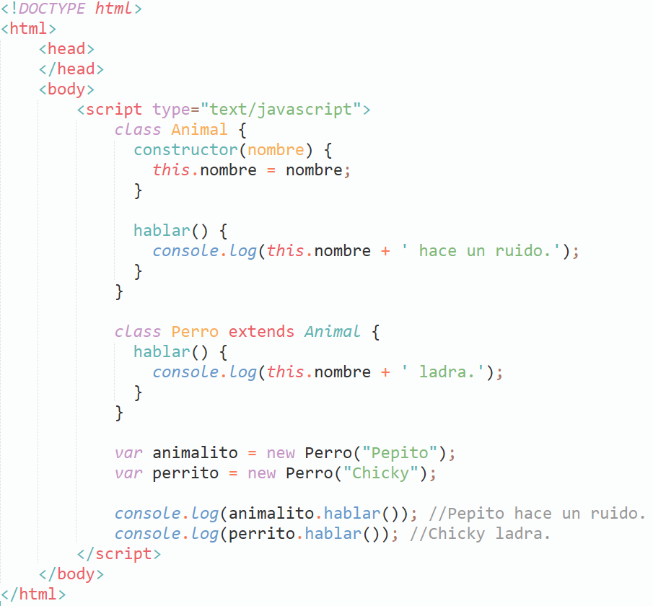 <!DOCTYPE html>
<html>
    <head>
    </head>
    <body>
        <script type="text/javascript">
            class Animal {
              constructor(nombre) {
                this.nombre = nombre;
              }

              hablar() {
                console.log(this.nombre + ' hace un ruido.');
              }
            }

            class Perro extends Animal {
              hablar() {
                console.log(this.nombre + ' ladra.');
              }
            }

            var animalito = new Perro("Pepito");
            var perrito = new Perro("Chicky");

            console.log(animalito.hablar()); //Pepito hace un ruido.
            console.log(perrito.hablar()); //Chicky ladra.
        </script>
    </body>
</html>